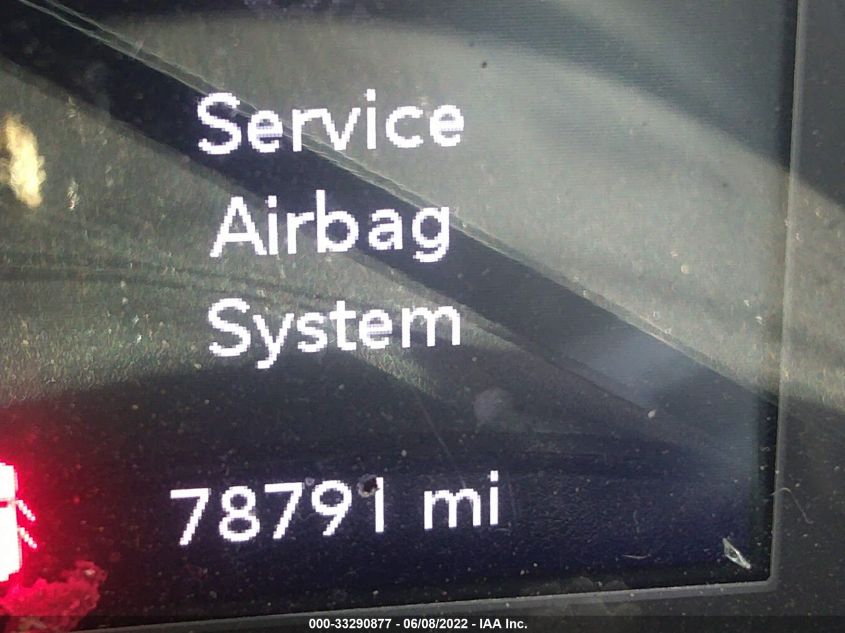 Service
Airbag
System
78791 mi
000-33290877 - 06/08/2022 - IAA Inc.